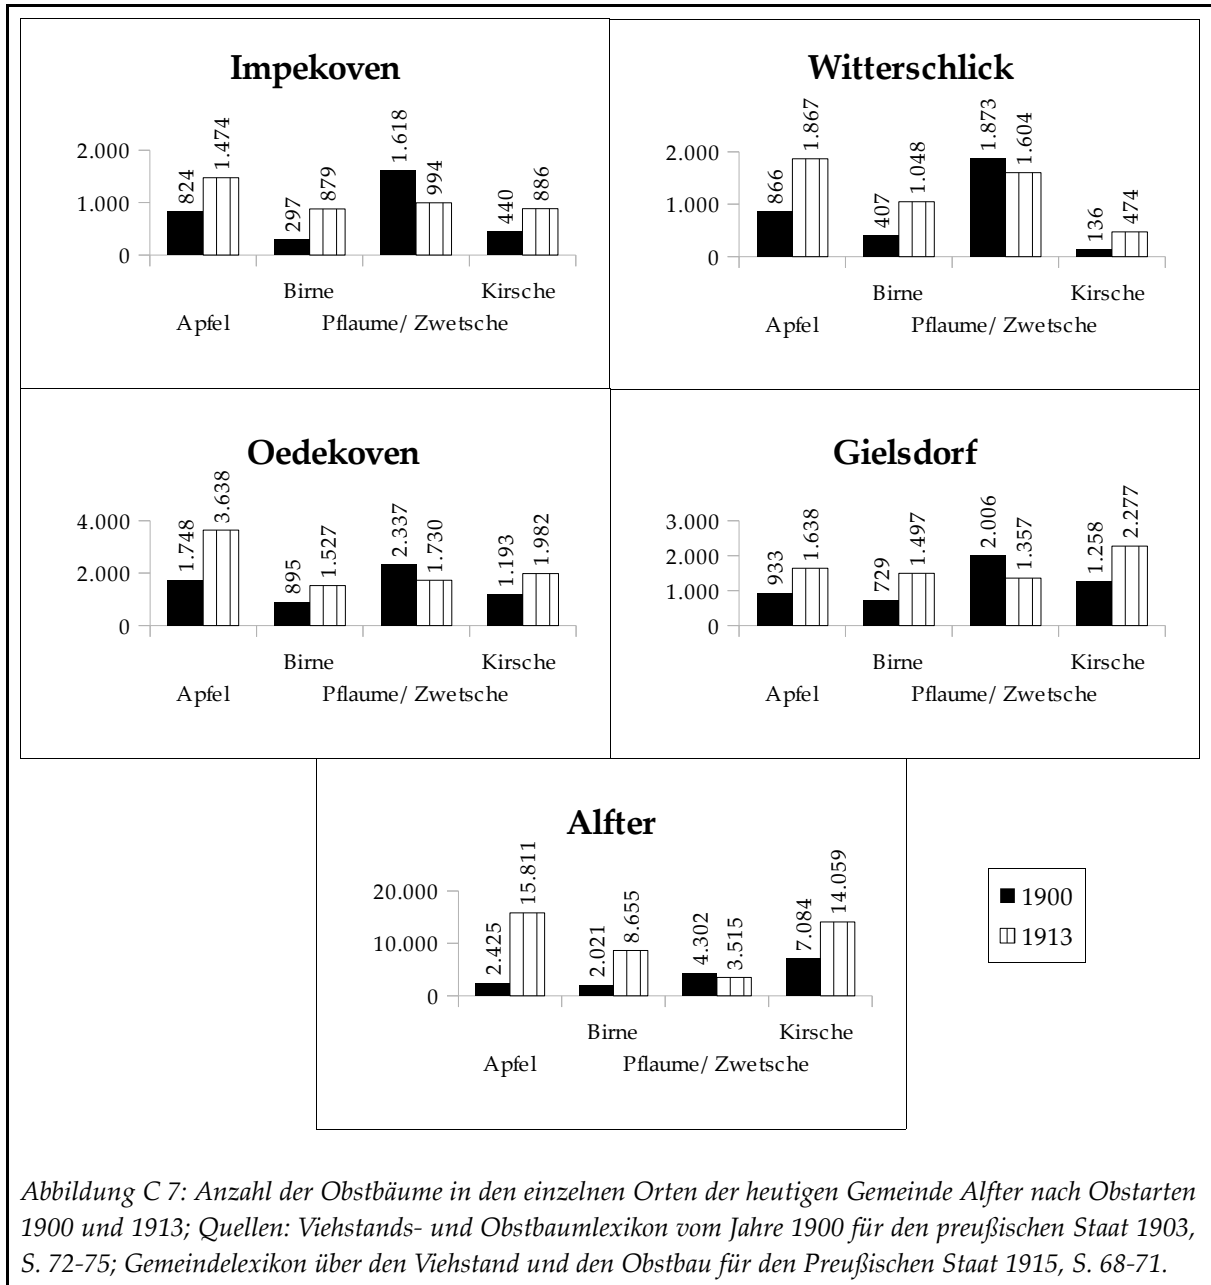 Impekoven
2.000
1.000
0
824
1.474
297
879
1.618
994
440
886
Birne
Kirsche
Apfel
Pflaume/ Zwetsche
Witterschlick
2.000
1.000
0
866
1.867
407
1.048
1.873
1.604
136
474
Birne
Kirsche
Apfel
Pflaume/ Zwetsche
Oedekoven
4.000
2.000
0
1.748
3.638
895
1.527
2.337
1.730
1.193
1.982
Birne
Kirsche
Apfel
Pflaume/ Zwetsche
Gielsdorf
3.000
2.000
1.000
0
933
1.638
729
1.497
2.006
1.357
1.258
2.277
Birne
Kirsche
Apfel
Pflaume/ Zwetsche
Alfter
20.000
10.000
0
2.425
15.811
2.021
8.655
4.302
3.515
7.084
14.059
Birne
Kirsche
Apfel
Pflaume/ Zwetsche
1900
1913
Abbildung C 7: Anzahl der Obstbäume in den einzelnen Orten der heutigen Gemeinde Alfter nach Obstarten
1900 und 1913; Quellen: Viehstands- und Obstbaumlexikon vom Jahre 1900 für den preußischen Staat 1903,
S. 72-75; Gemeindelexikon über den Viehstand und den Obstbau für den Preußischen Staat 1915, S. 68-71.